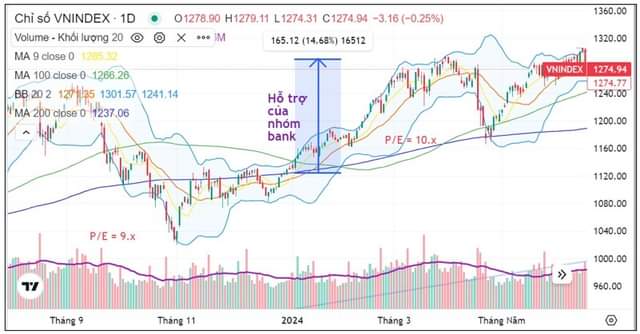 Chỉ số VNINDEX · 1D O1278.90 H1279.11 L1274.31 C1274.94 −3.16 (−0.25%)
Volume - Khối lượng 20 M
165.12 (14.68%) 16512
MA 9 close 0 1285.32
MA 100 close 0 1266.26
BB 20 2 1271.35 1301.57 1241.14
MA 200 close 0 1237.06
Hỗ trợ
của
nhóm
bank
P/E = 10.x
P/E = 9.x
1360.00
1320.00
VNINDEX 1274.94
1274.77
1240.00
1200.00
1160.00
1120.00
1080.00
1040.00
1000.00
960.00
Tháng 9 Tháng 11 2024 Tháng 3 Tháng Năm